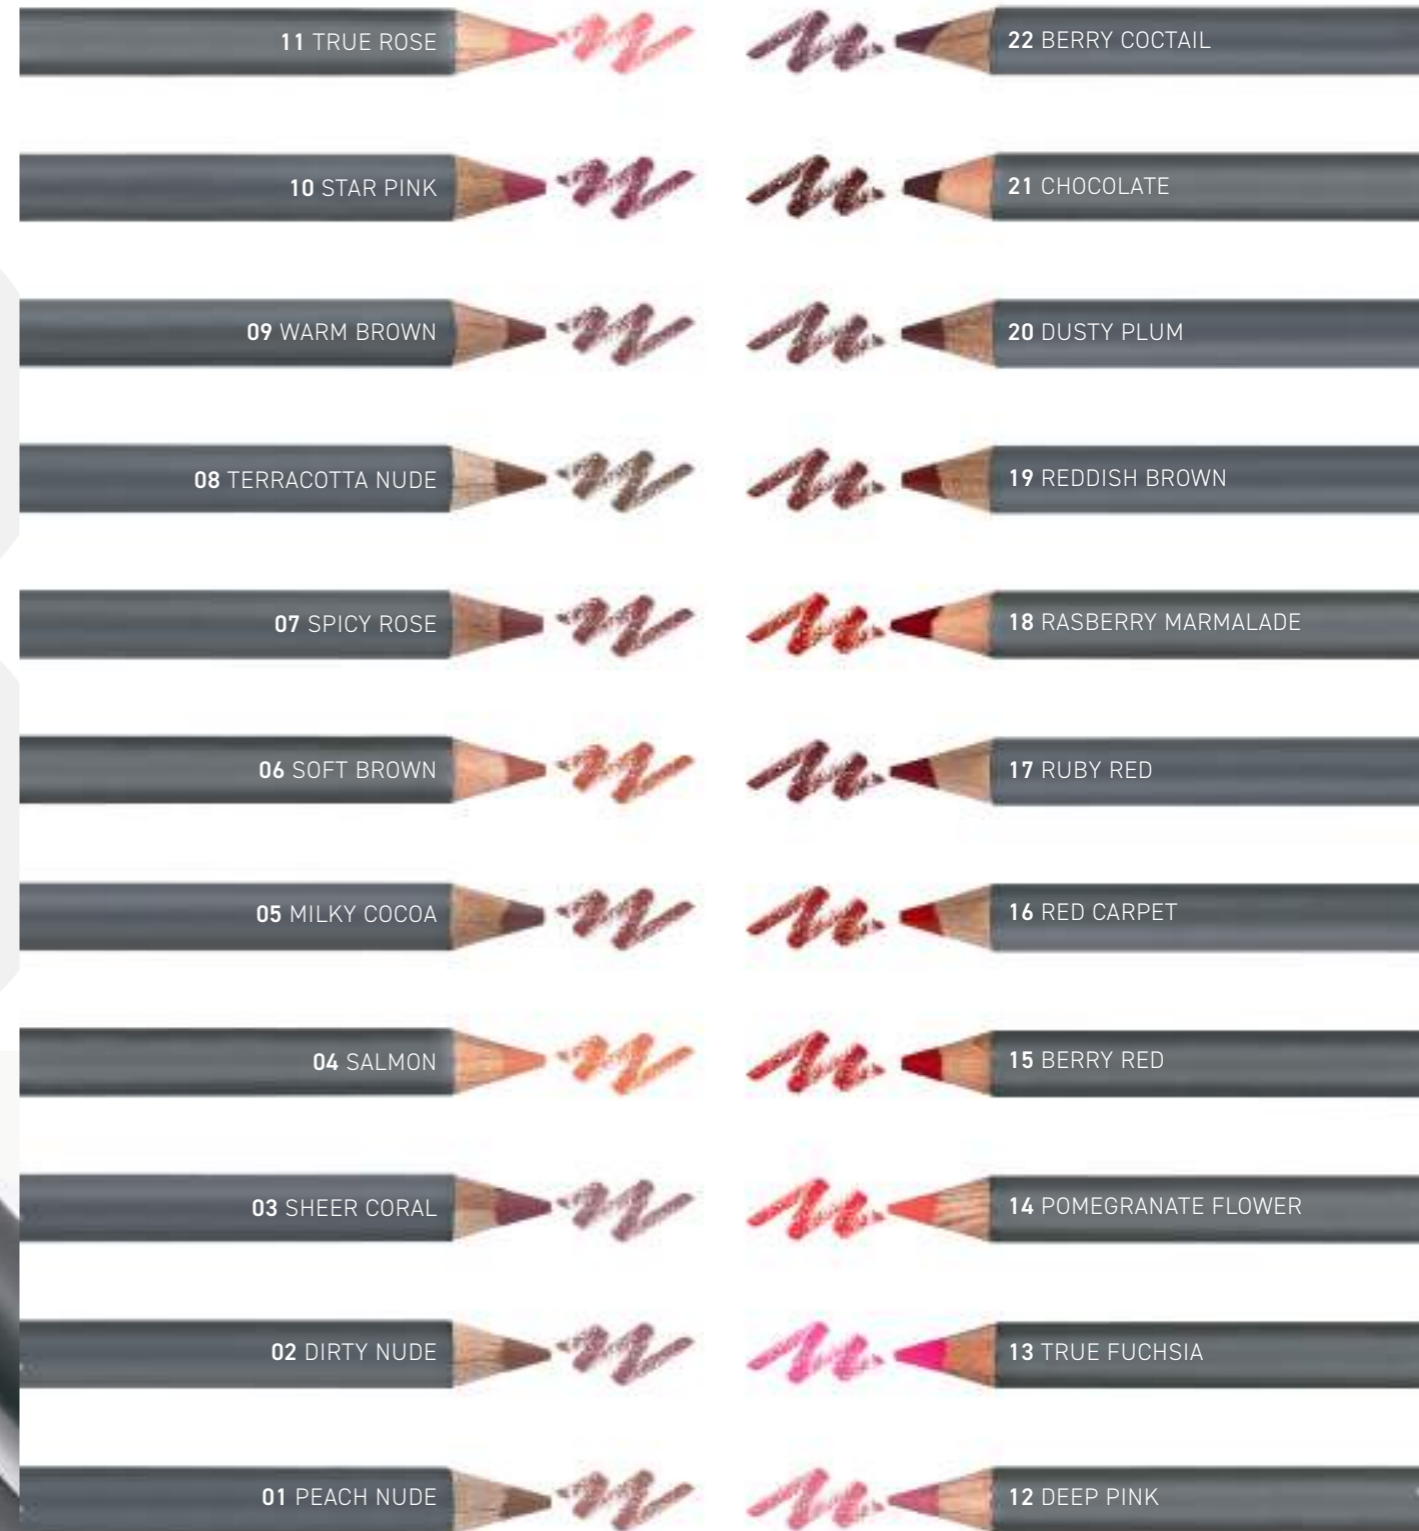 11 TRUE ROSE
10 STAR PINK
09 WARM BROWN
08 TERRACOTTA NUDE
07 SPICY ROSE
06 SOFT BROWN
05 MILKY COCOA
04 SALMON
03 SHEER CORAL
02 DIRTY NUDE
01 PEACH NUDE
22 BERRY COCTAIL
21 CHOCOLATE
20 DUSTY PLUM
19 REDDISH BROWN
18 RASBERRY MARMALADE
17 RUBY RED
16 RED CARPET
15 BERRY RED
14 POMEGRANATE FLOWER
13 TRUE FUCHSIA
12 DEEP PINK